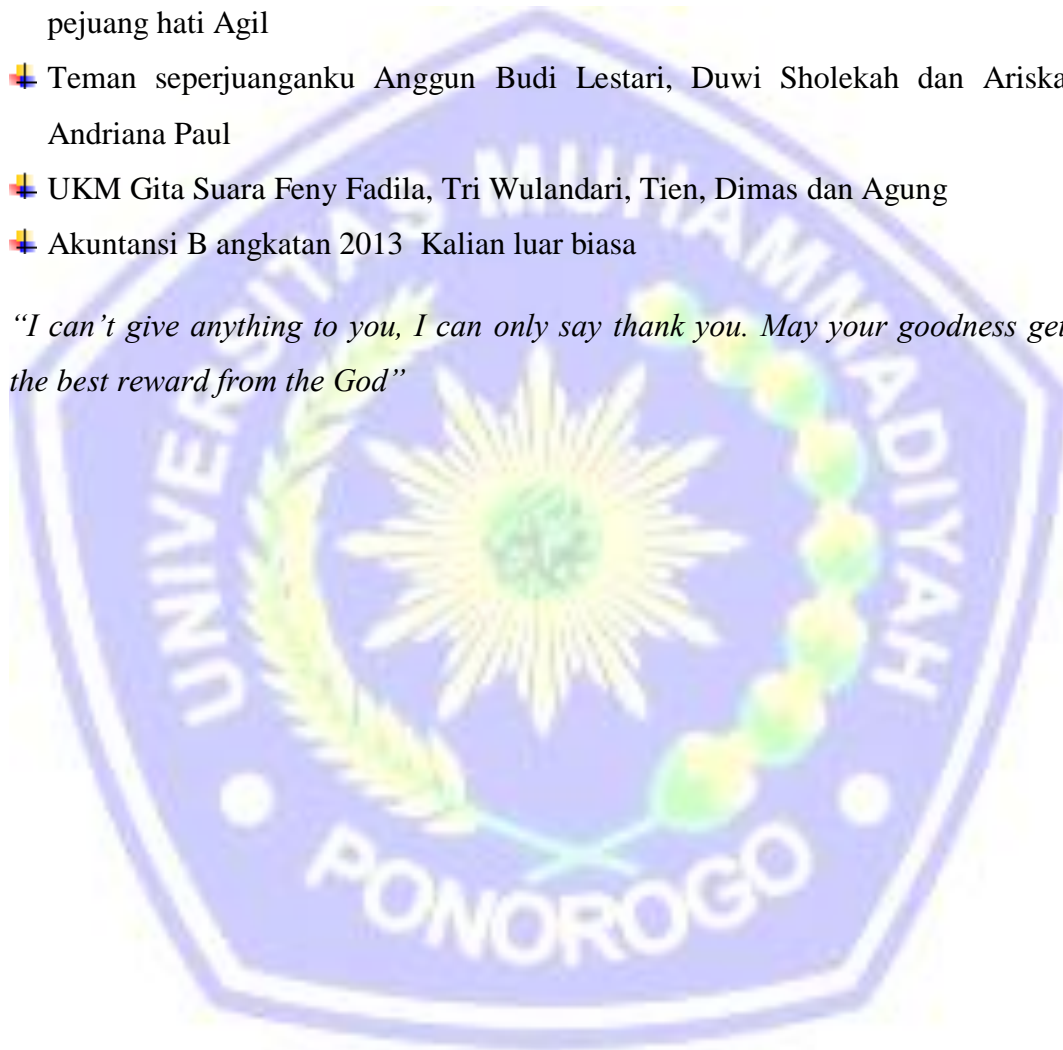 pejuang hati Agil
Teman seperjuanganku Anggun Budi Lestari, Duwi Sholekah dan Ariska
Andriana Paul
UKM Gita Suara Feny Fadila, Tri Wulandari, Tien, Dimas dan Agung
Akuntansi B angkatan 2013 Kalian luar biasa
“I can’t give anything to you, I can only say thank you. May your goodness get
the best reward from the God”
UNIVERSITAS MUHAMMADIYAH
PONOROGO